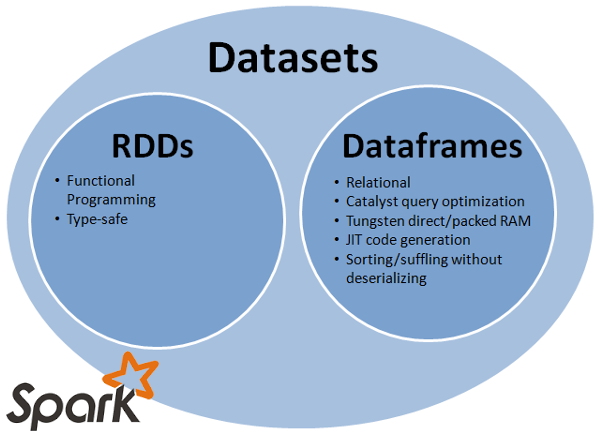 Datasets
RDDs
• Functional
Programming
• Type-safe
Dataframes
• Relational
• Catalyst query optimization
• Tungsten direct/packed RAM
• JIT code generation
• Sorting/suffling without
deserializing
Spark